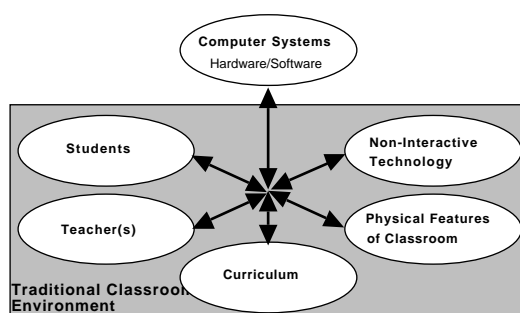 Computer Systems
Hardware/Software
Students
Non-Interactive
Technology
Teacher(s)
Physical Features
of Classroom
Curriculum
Traditional Classroom
Environment